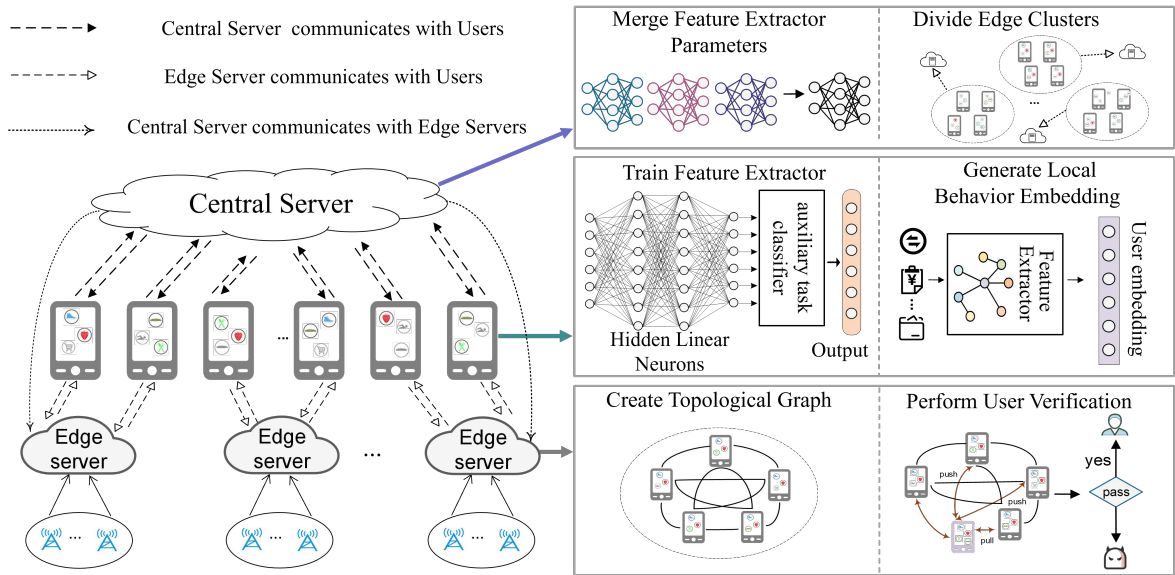 Central Server communicates with Users
Edge Server communicates with Users
Central Server communicates with Edge Servers
Central Server
...
Edge
server
Edge
server
...
Edge
server
...
...
...
Merge Feature Extractor
Parameters
Divide Edge Clusters
...
Train Feature Extractor
auxiliary task
classifier
Hidden Linear
Neurons
Output
Generate Local
Behavior Embedding
¥
...
Feature
Extractor
User embedding
Create Topological Graph
Perform User Verification
push
push
pull
yes
pass